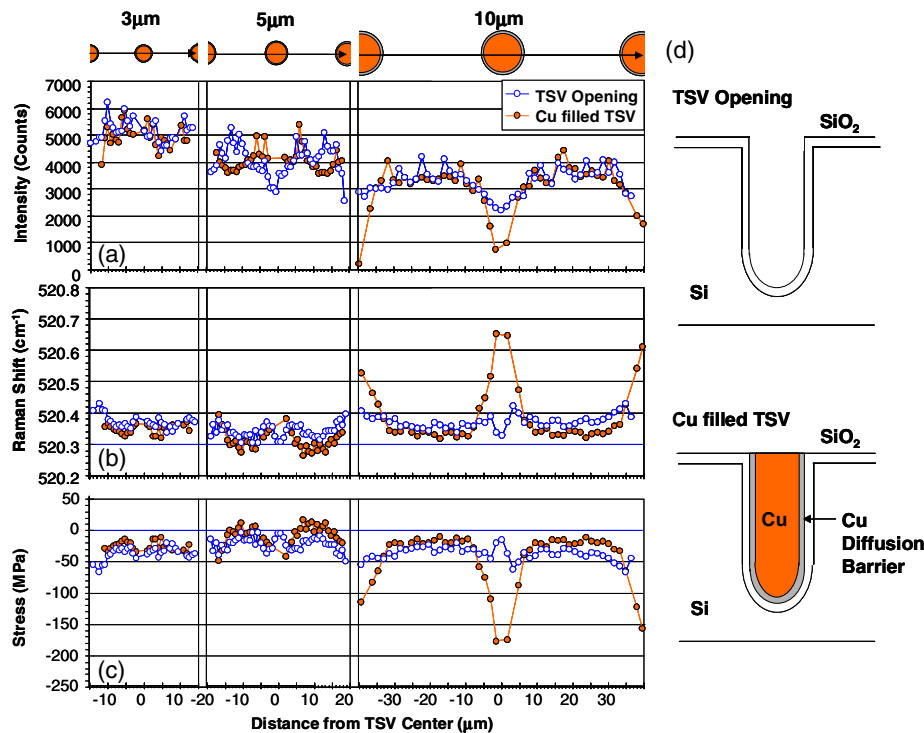 3μm
5μm
10μm
(d)
TSV Opening
Cu filled TSV
7000
6000
5000
4000
3000
2000
1000
0
Intensity (Counts)
(a)
520.8
520.7
520.6
520.5
520.4
520.3
520.2
Raman Shift (cm-1)
(b)
50
0
-50
-100
-150
-200
-250
Stress (MPa)
(c)
-10 0 10 -20 -10 0 10 20 -30 -20 -10 0 10 20 30
Distance from TSV Center (μm)
TSV Opening
SiO2
Si
Cu filled TSV
SiO2
Cu
Cu
Diffusion
Barrier
Si